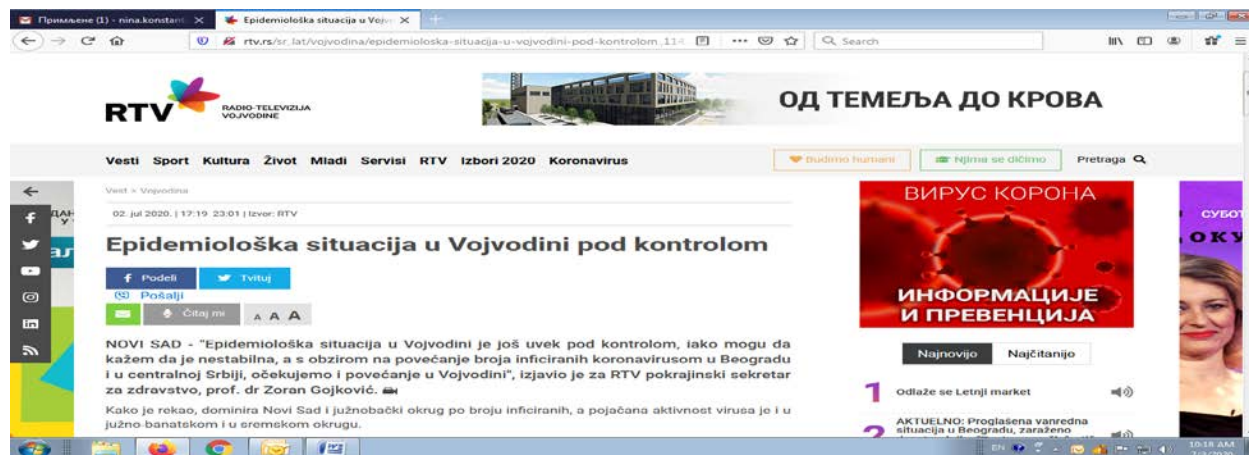 Примљене (1) - nina.konstant
Epidemiološka situacija u Vojv
rtv.rs/sr_lat/vojvodina/epidemioloska-situacija-u-vojvodini-pod-kontrolom_114
Search
RTV
RADIO-TELEVIZIJA
VOJVODINE
ОД ТЕМЕЉА ДО КРОВА
Vesti Sport Kultura Život Mladi Servisi RTV Izbori 2020 Koronavirus
Budimo humani
Njima se dičimo
Pretraga
Vesti > Vojvodina
02. jul 2020. | 17:19 23:01 | Izvor: RTV
Epidemiološka situacija u Vojvodini pod kontrolom
Podeli
Tvituj
Pošalji
Čitaj mi
A A A
NOVI SAD - "Epidemiološka situacija u Vojvodini je još uvek pod kontrolom, iako mogu da
kažem da je nestabilna, a s obzirom na povećanje broja inficiranih koronavirusom u Beogradu
i u centralnoj Srbiji, očekujemo i povećanje u Vojvodini", izjavio je za RTV pokrajinski sekretar
za zdravstvo, prof. dr Zoran Gojković.
Kako je rekao, dominira Novi Sad i južnobački okrug po broju inficiranih, a pojačana aktivnost virusa je i u
južno-banatskom i u sremskom okrugu.
ВИРУС КОРОНА
ИНФОРМАЦИЈЕ
И ПРЕВЕНЦИЈА
Najnovije
Najčitanije
1 Odlaže se Letnji market
2 AKTUELNO: Proglašena vanredna
situacija u Beogradu, zaraženo
СУБОТ
ОКУ
EN
10:18 AM
7/3/2020